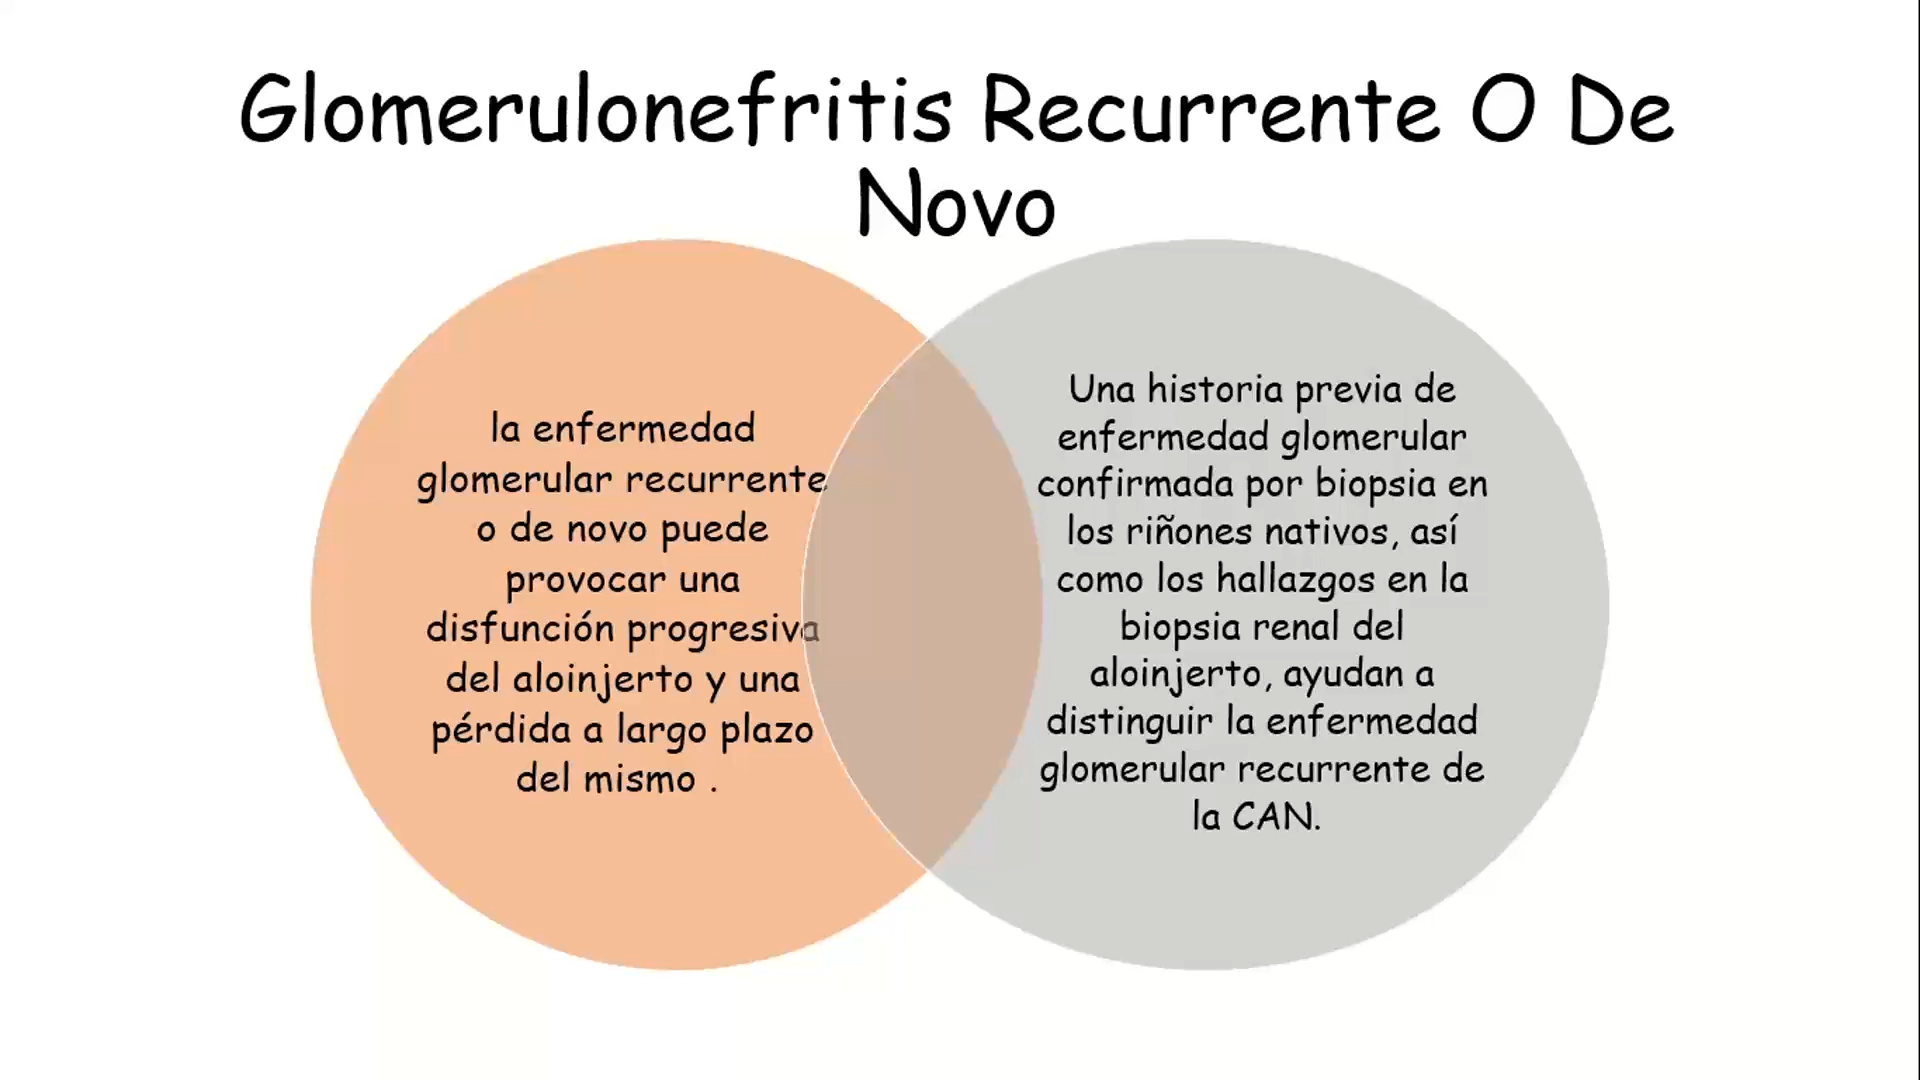 Glomerulonefritis Recurrente O De
Novo
la enfermedad
glomerular recurrente
o de novo puede
provocar una
disfunción progresiva
del aloinjerto y una
pérdida a largo plazo
del mismo .
Una historia previa de
enfermedad glomerular
confirmada por biopsia en
los riñones nativos, así
como los hallazgos en la
biopsia renal del
aloinjerto, ayudan a
distinguir la enfermedad
glomerular recurrente de
la CAN.